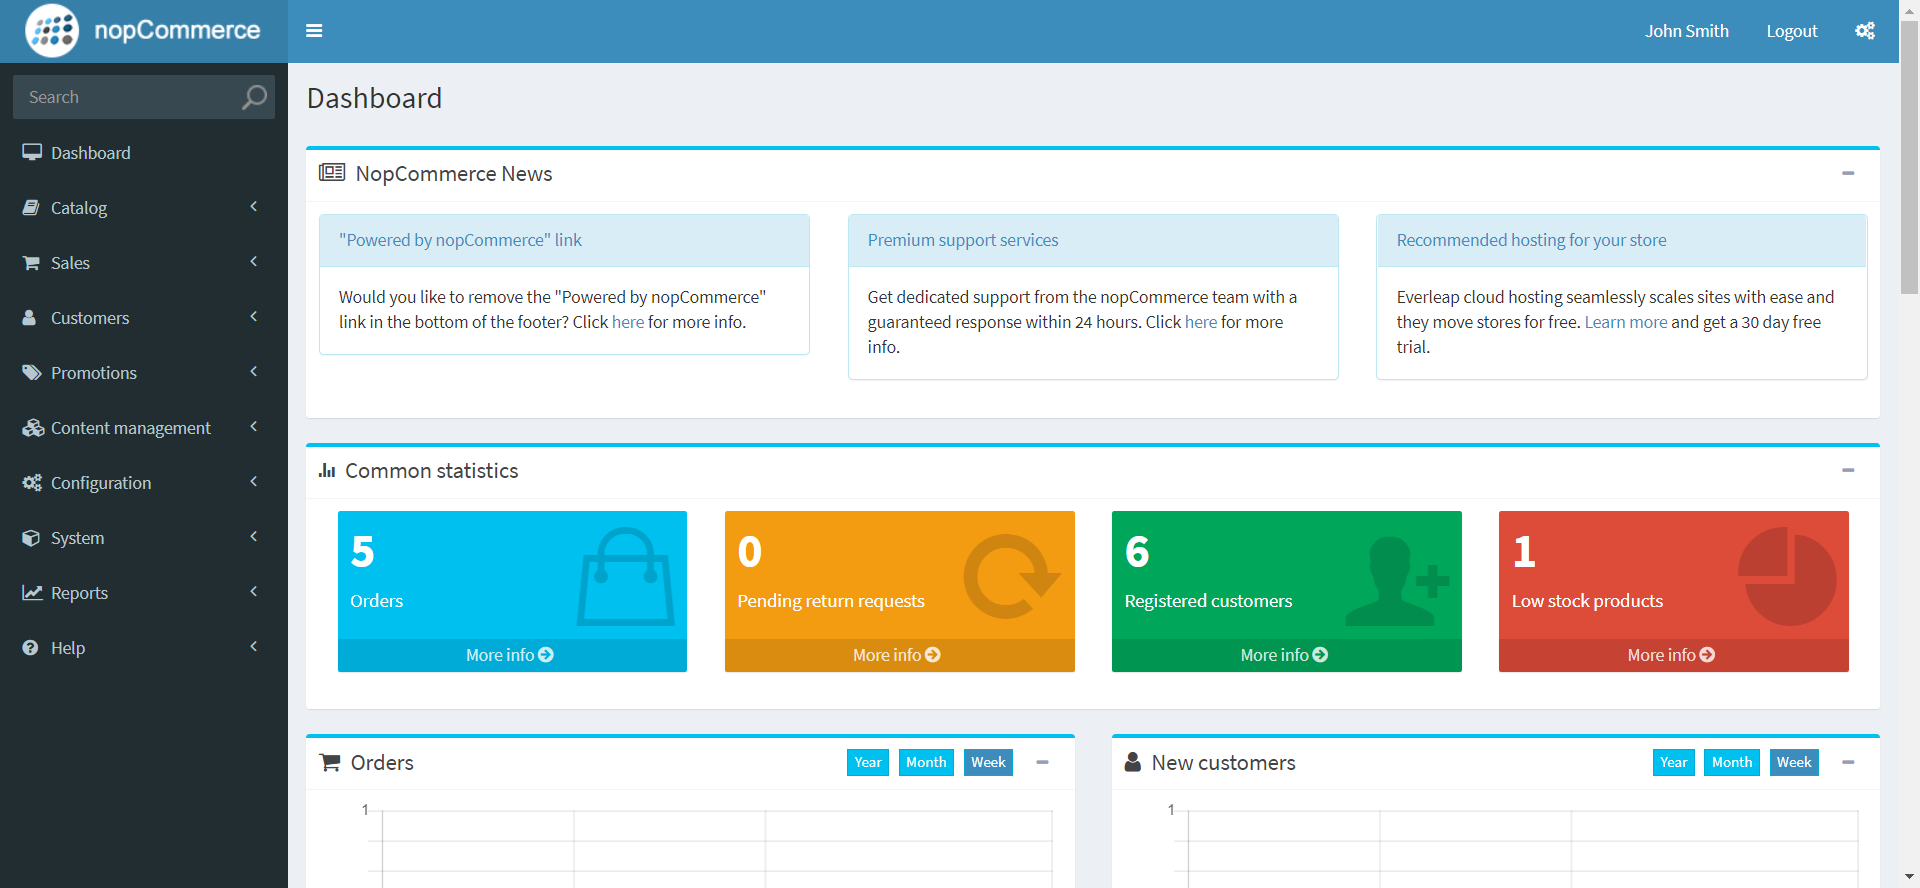 nopCommerce
John Smith
Logout
Search
Dashboard
Catalog
Sales
Customers
Promotions
Content management
Configuration
System
Reports
Help
Dashboard
NopCommerce News
"Powered by nopCommerce" link
Would you like to remove the "Powered by nopCommerce"
link in the bottom of the footer? Click here for more info.
Premium support services
Get dedicated support from the nopCommerce team with a
guaranteed response within 24 hours. Click here for more
info.
Recommended hosting for your store
Everleap cloud hosting seamlessly scales sites with ease and
they move stores for free. Learn more and get a 30 day free
trial.
Common statistics
5
Orders
More info
0
Pending return requests
More info
6
Registered customers
More info
1
Low stock products
More info
Orders
Year
Month
Week
1
New customers
Year
Month
Week
1